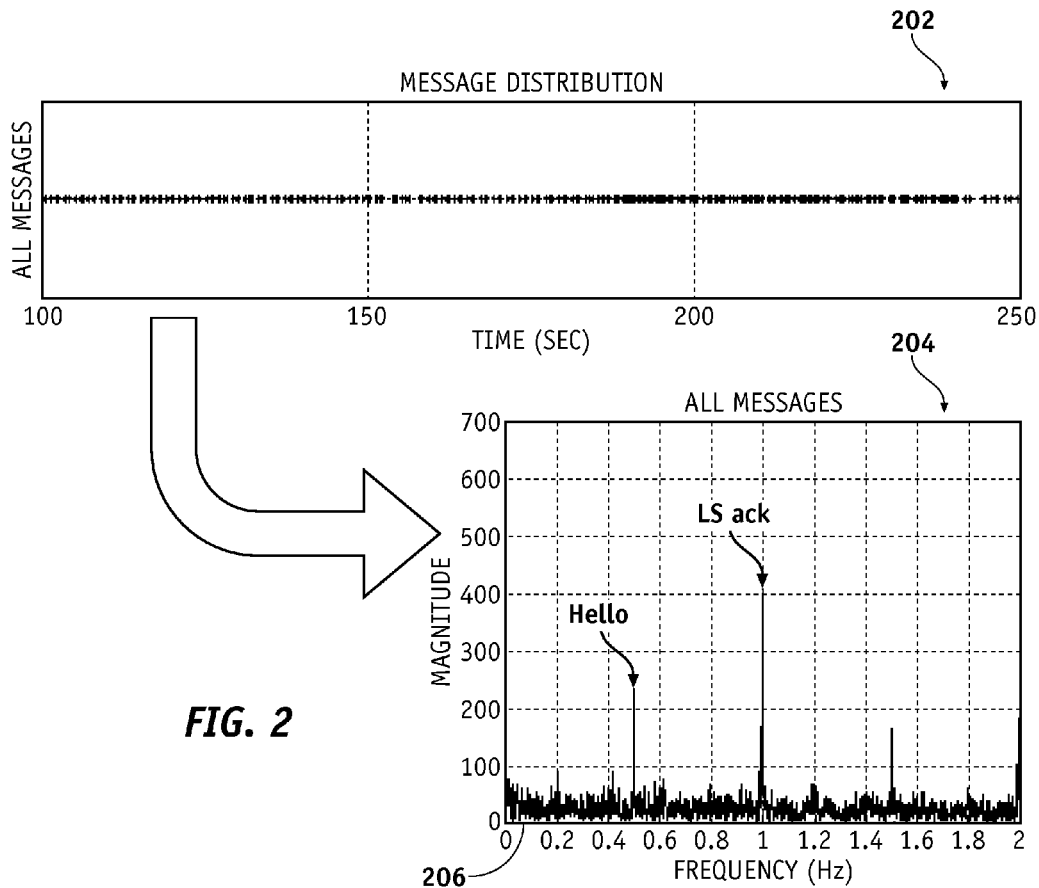 202
MESSAGE DISTRIBUTION
ALL MESSAGES
100 150 200 250
TIME (SEC)
204
ALL MESSAGES
700
600
500
400
300
200
100
0
MAGNITUDE
LS ack
Hello
0 0.2 0.4 0.6 0.8 1 1.2 1.4 1.6 1.8 2
FREQUENCY (Hz)
206
FIG. 2